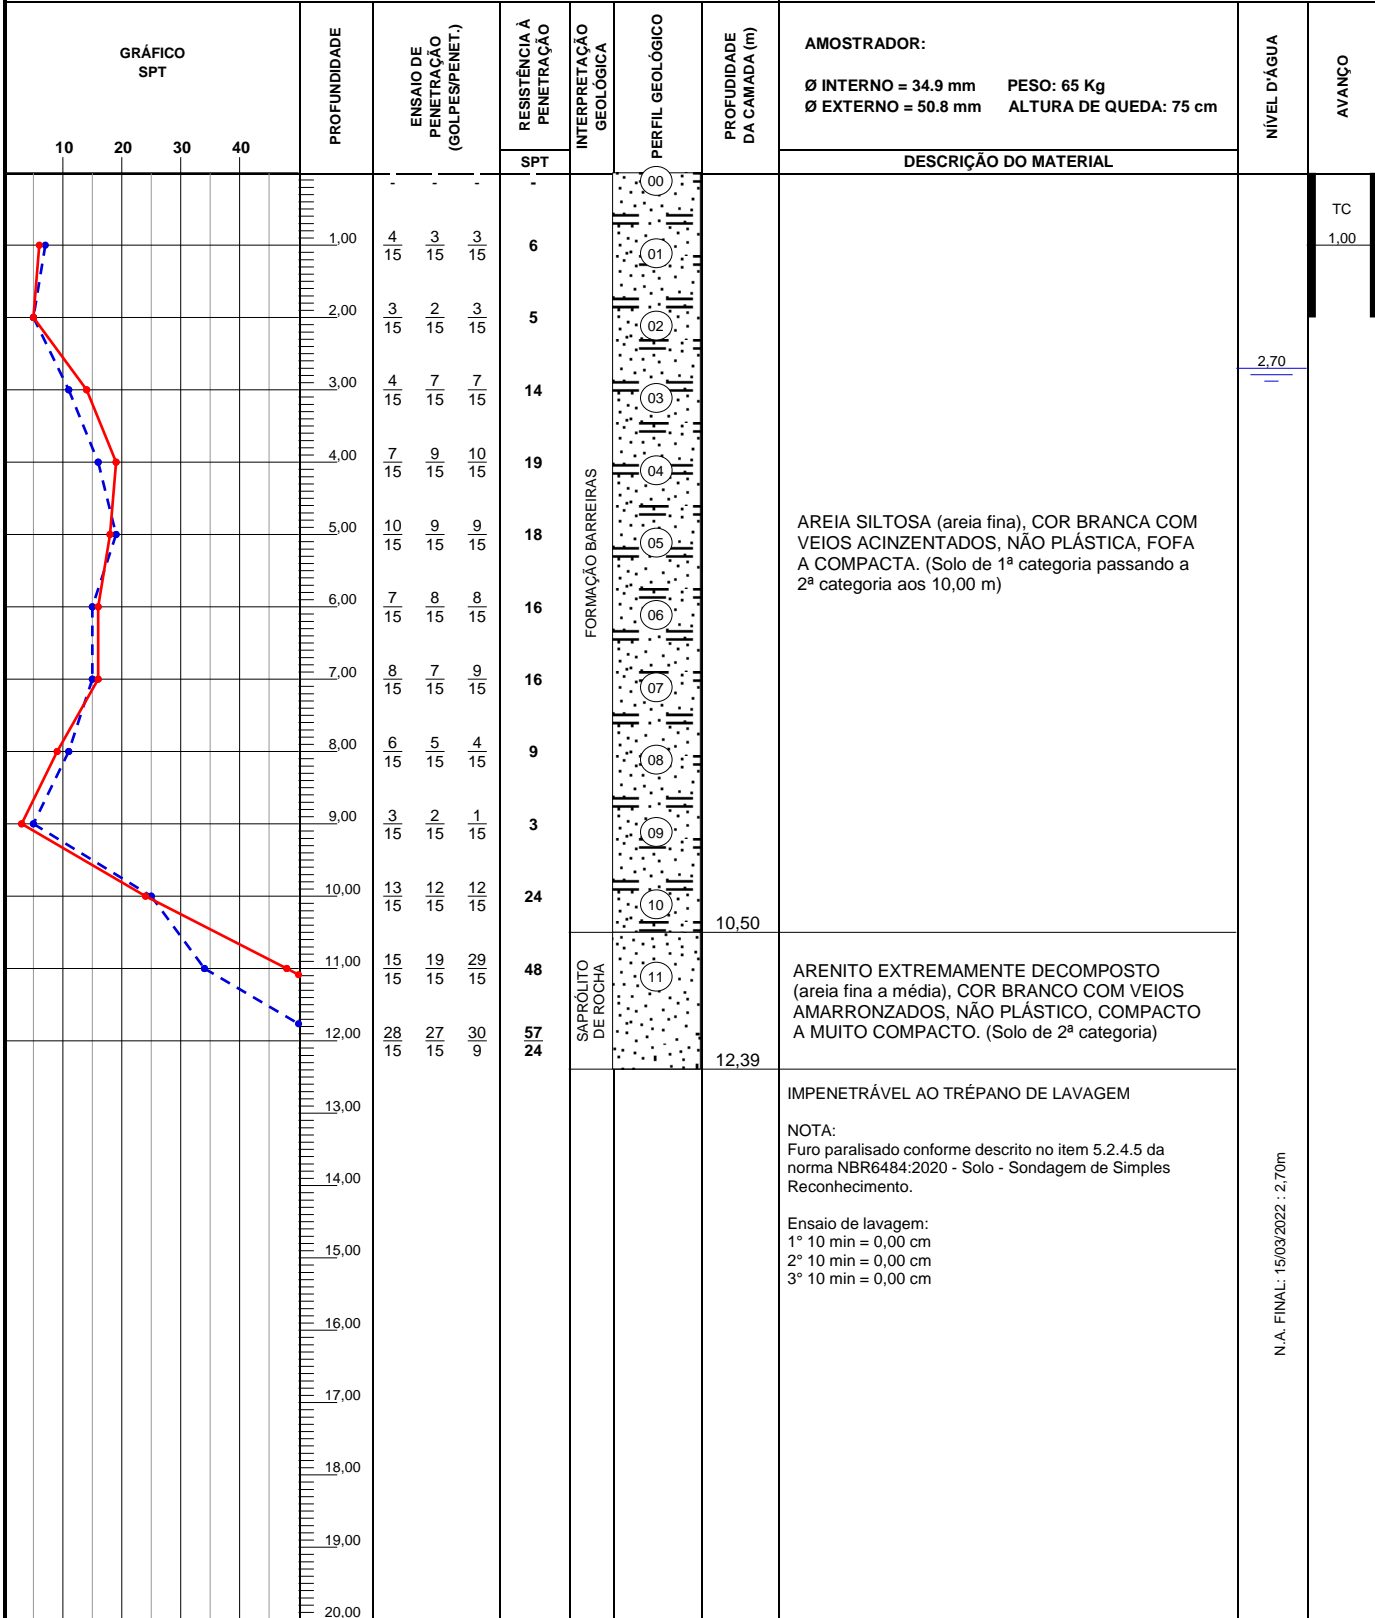 GRÁFICO
SPT
10 20 30 40
PROFUNDIDADE
ENSAIO DE
PENETRAÇÃO
(GOLPES/PENET.)
RESISTÊNCIA À
PENETRAÇÃO
SPT
INTERPRETAÇÃO
GEOLÓGICA
PERFIL GEOLÓGICO
PROFUDIDADE
DA CAMADA (m)
AMOSTRADOR:
Ø INTERNO = 34.9 mm PESO: 65 Kg
Ø EXTERNO = 50.8 mm ALTURA DE QUEDA: 75 cm
DESCRIÇÃO DO MATERIAL
NÍVEL D'ÁGUA
AVANÇO
- - - - 00
TC
1,00
1,00 4/15 3/15 3/15 6 01
2,00 3/15 2/15 3/15 5 02
2,70
3,00 4/15 7/15 7/15 14 03
4,00 7/15 9/15 10/15 19 04
5,00 10/15 9/15 9/15 18 05
6,00 7/15 8/15 8/15 16 06
7,00 8/15 7/15 9/15 16 07
8,00 6/15 5/15 4/15 9 08
9,00 3/15 2/15 1/15 3 09
10,00 13/15 12/15 12/15 24 10
10,50
11,00 15/15 19/15 29/15 48 11
12,00 28/15 27/15 30/9 57/24
12,39
FORMAÇÃO BARREIRAS
AREIA SILTOSA (areia fina), COR BRANCA COM
VEIOS ACINZENTADOS, NÃO PLÁSTICA, FOFA
A COMPACTA. (Solo de 1ª categoria passando a
2ª categoria aos 10,00 m)
SAPRÓLITO
DE ROCHA
ARENITO EXTREMAMENTE DECOMPOSTO
(areia fina a média), COR BRANCO COM VEIOS
AMARRONZADOS, NÃO PLÁSTICO, COMPACTO
A MUITO COMPACTO. (Solo de 2ª categoria)
IMPENETRÁVEL AO TRÉPANO DE LAVAGEM
NOTA:
Furo paralisado conforme descrito no item 5.2.4.5 da
norma NBR6484:2020 - Solo - Sondagem de Simples
Reconhecimento.
Ensaio de lavagem:
1° 10 min = 0,00 cm
2° 10 min = 0,00 cm
3° 10 min = 0,00 cm
N.A. FINAL: 15/03/2022 : 2,70m
13,00
14,00
15,00
16,00
17,00
18,00
19,00
20,00